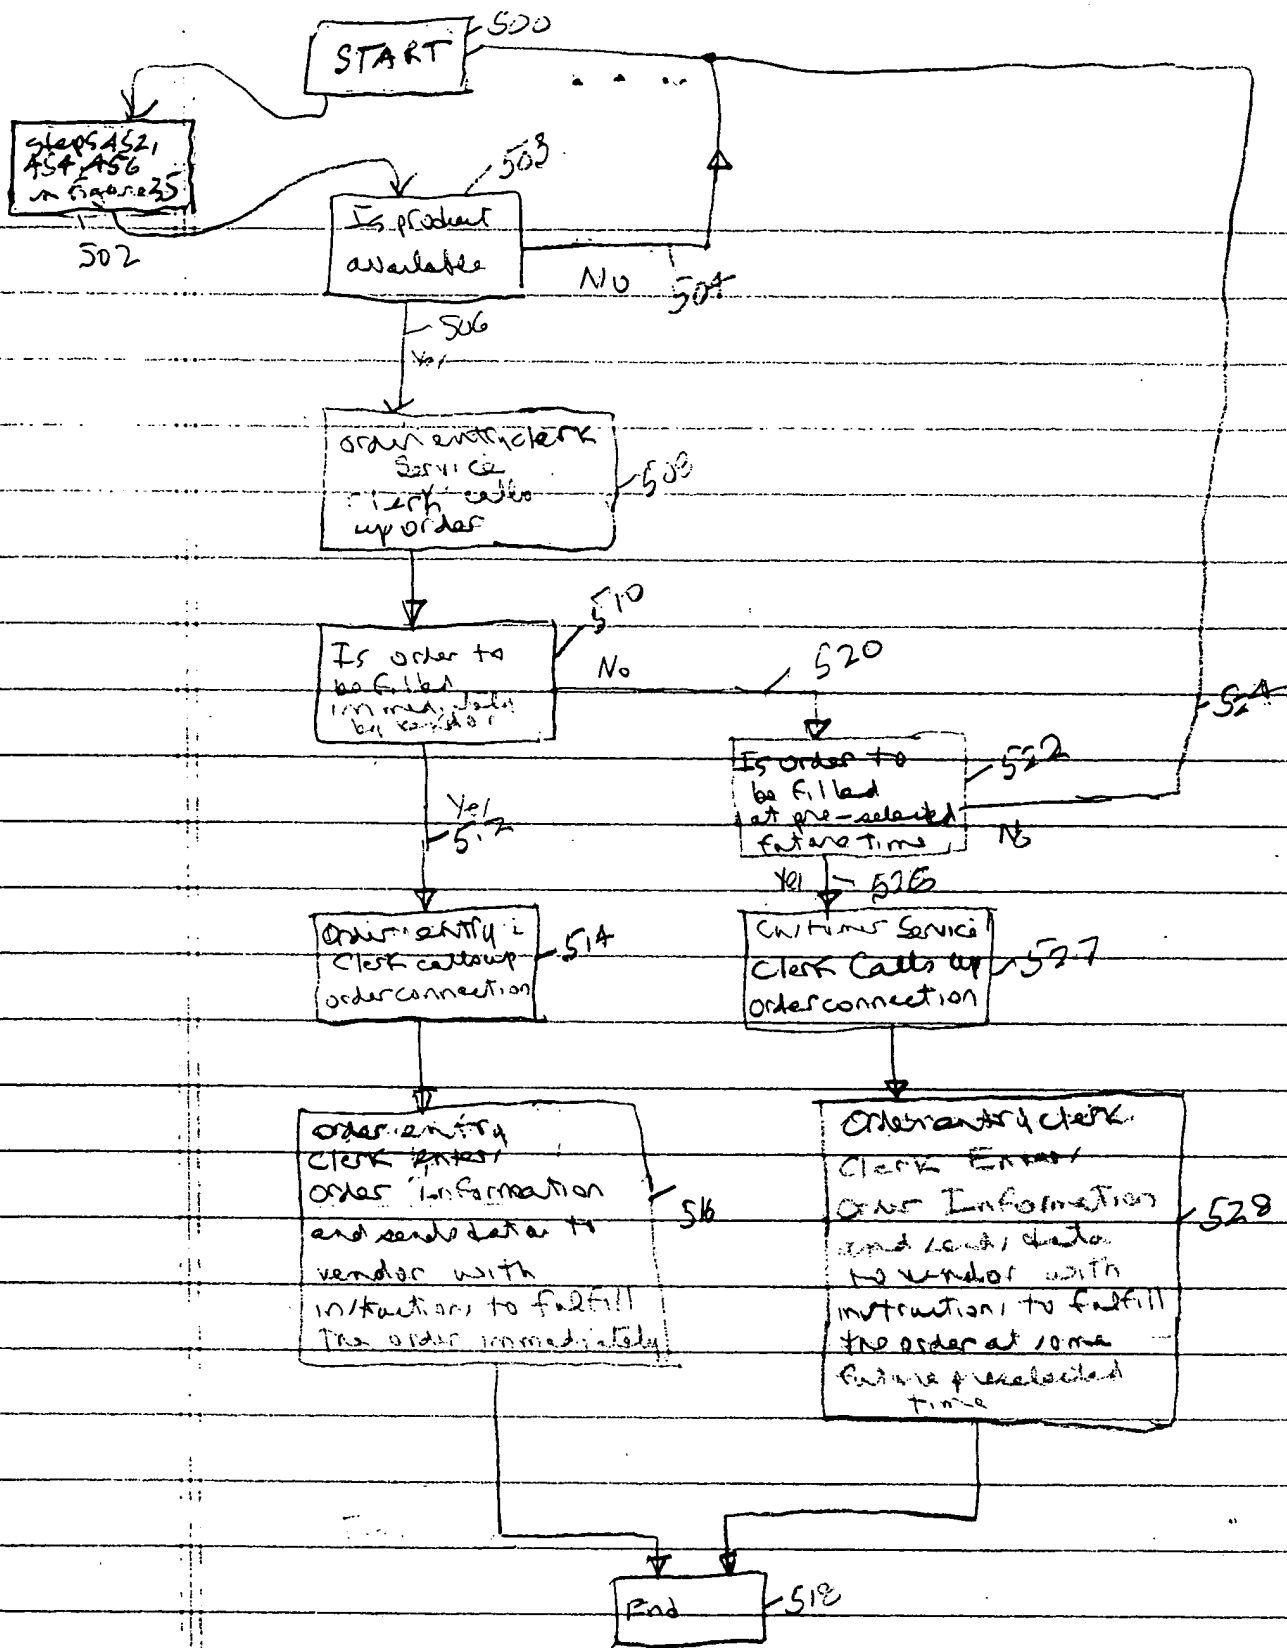 500
START
steps 452,
454, 456
in figure 35
502
503
Is product
available
No
504
506
Yes
order entry clerk
Service
clerk calls
up order
508
510
Is order to
be filled
immediately
by vendor
No
520
524
Yes
512
Is order to
be filled
at pre-selected
future time
522
No
Yes
526
Order entry
Clerk calls up
order connection
514
Customer Service
Clerk Calls up
order connection
527
order entry
Clerk enters
order information
and sends data to
vendor with
instructions to fulfill
The order immediately
516
Order entry clerk
Clerk Enters
Order Information
and sends data
to vendor with
instructions to fulfill
the order at some
future preselected
time
528
End
518